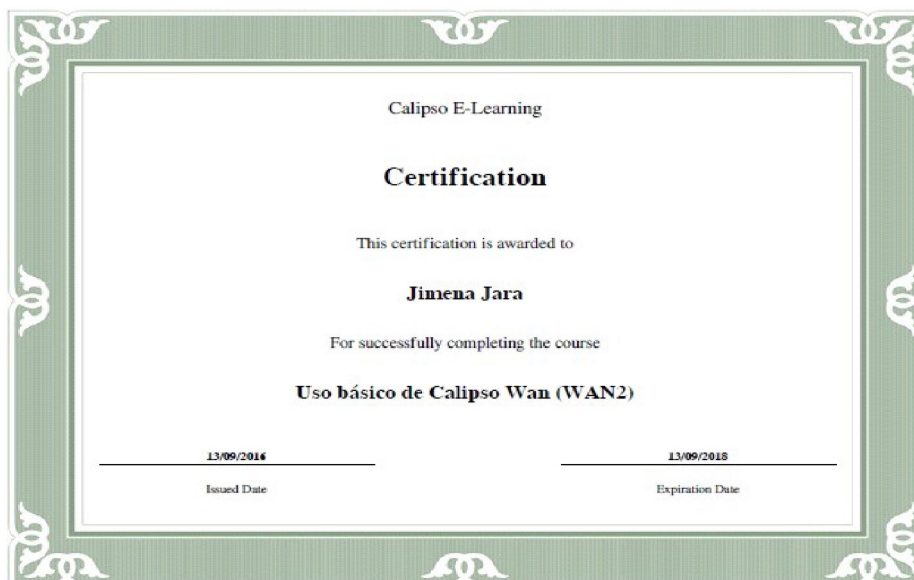 Calipso E-Learning
Certification
This certification is awarded to
Jimena Jara
For successfully completing the course
Uso básico de Calipso Wan (WAN2)
13/09/2016 13/09/2018
Issued Date Expiration Date